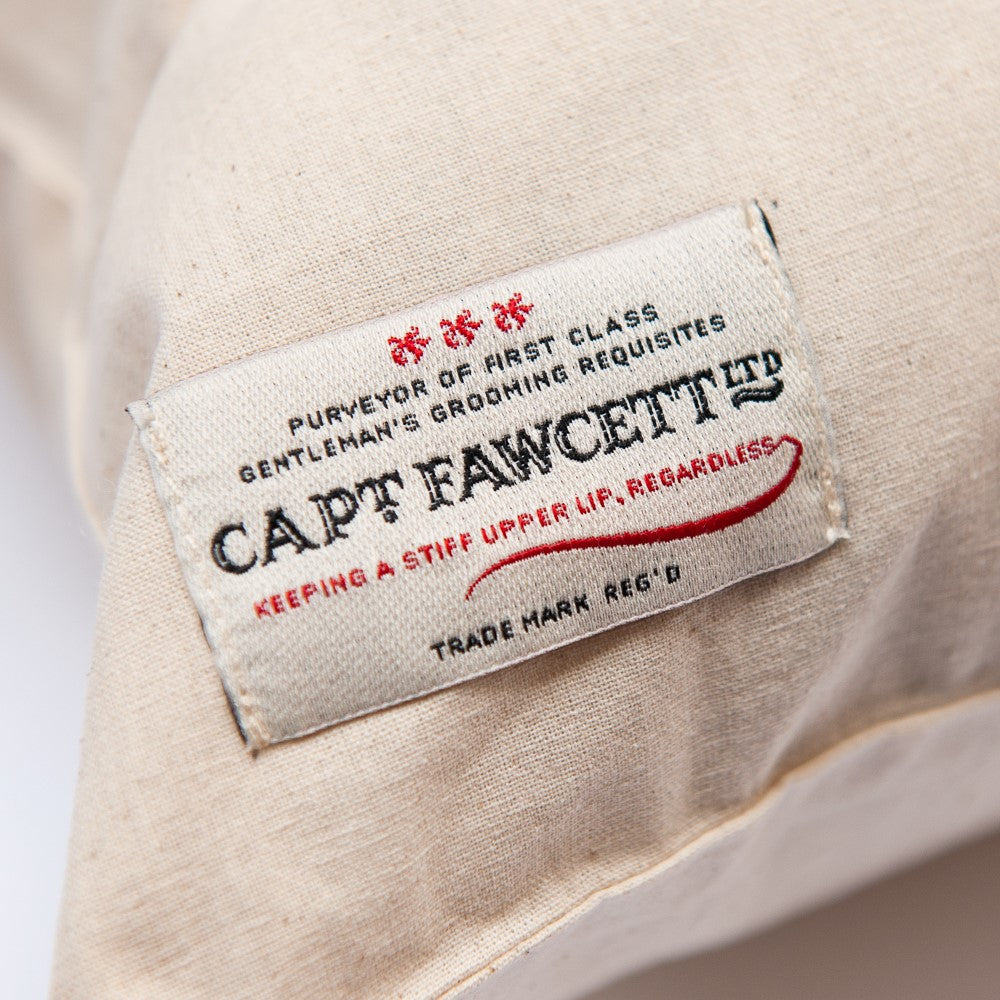 PURVEYOR OF FIRST CLASS
GENTLEMAN'S GROOMING REQUISITES
CAPT. FAWCETT LTD
KEEPING A STIFF UPPER LIP, REGARDLESS
TRADE MARK REG'D